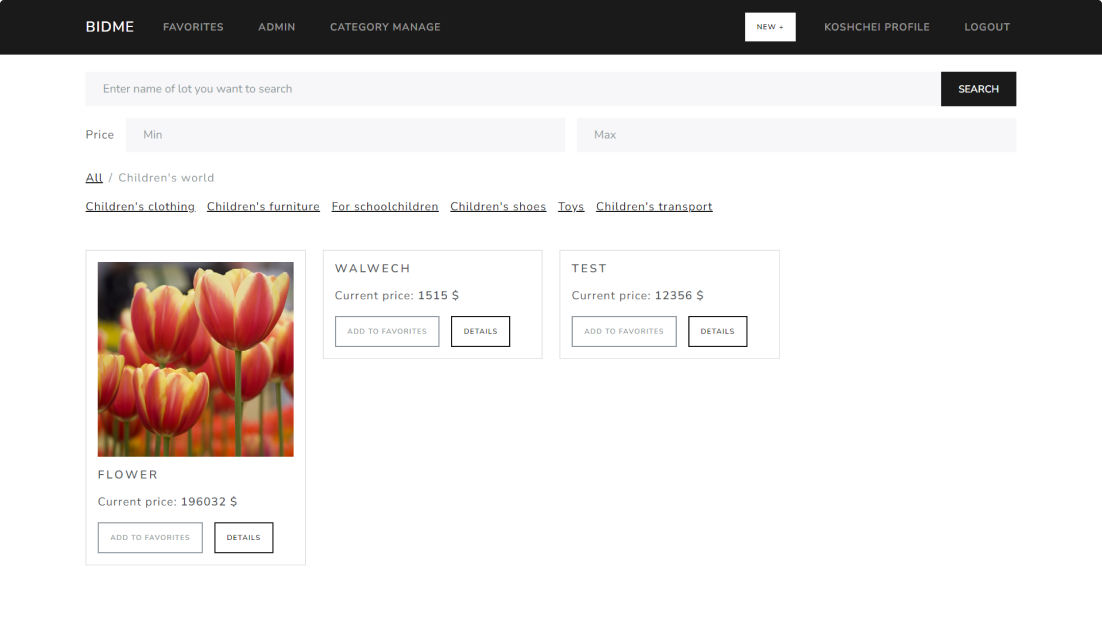 BIDME FAVORITES ADMIN CATEGORY MANAGE NEW + KOSHCHEI PROFILE LOGOUT
Enter name of lot you want to search SEARCH
Price Min Max
All / Children's world
Children's clothing Children's furniture For schoolchildren Children's shoes Toys Children's transport
FLOWER
Current price: 196032 $
ADD TO FAVORITES DETAILS
WALWECH
Current price: 1515 $
ADD TO FAVORITES DETAILS
TEST
Current price: 12356 $
ADD TO FAVORITES DETAILS